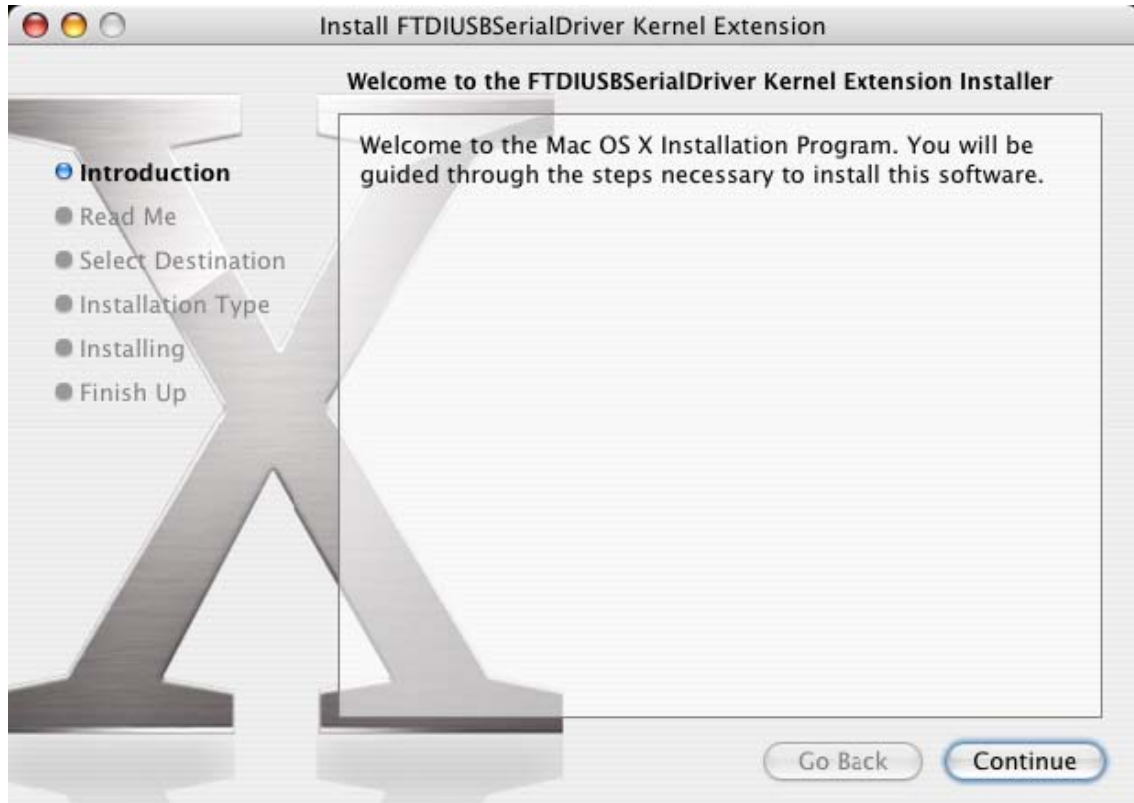 Install FTDIUSBSerialDriver Kernel Extension
Welcome to the FTDIUSBSerialDriver Kernel Extension Installer
Introduction
Read Me
Select Destination
Installation Type
Installing
Finish Up
Welcome to the Mac OS X Installation Program. You will be
guided through the steps necessary to install this software.
Go Back
Continue